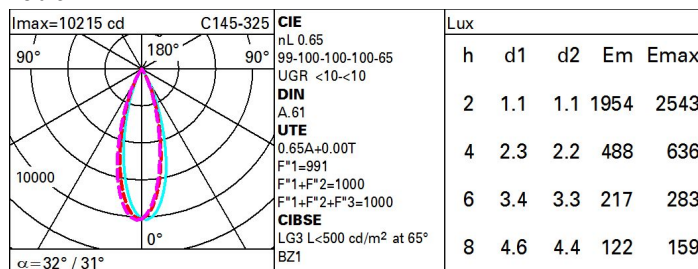 Imax=10215 cd C145-325
90° 180° 90°
10000
0°
α=32° / 31°
CIE
nL 0.65
99-100-100-100-65
UGR <10-<10
DIN
A.61
UTE
0.65A+0.00T
F"1=991
F"1+F"2=1000
F"1+F"2+F"3=1000
CIBSE
LG3 L<500 cd/m² at 65°
BZ1
Lux
h d1 d2 Em Emax
2 1.1 1.1 1954 2543
4 2.3 2.2 488 636
6 3.4 3.3 217 283
8 4.6 4.4 122 159